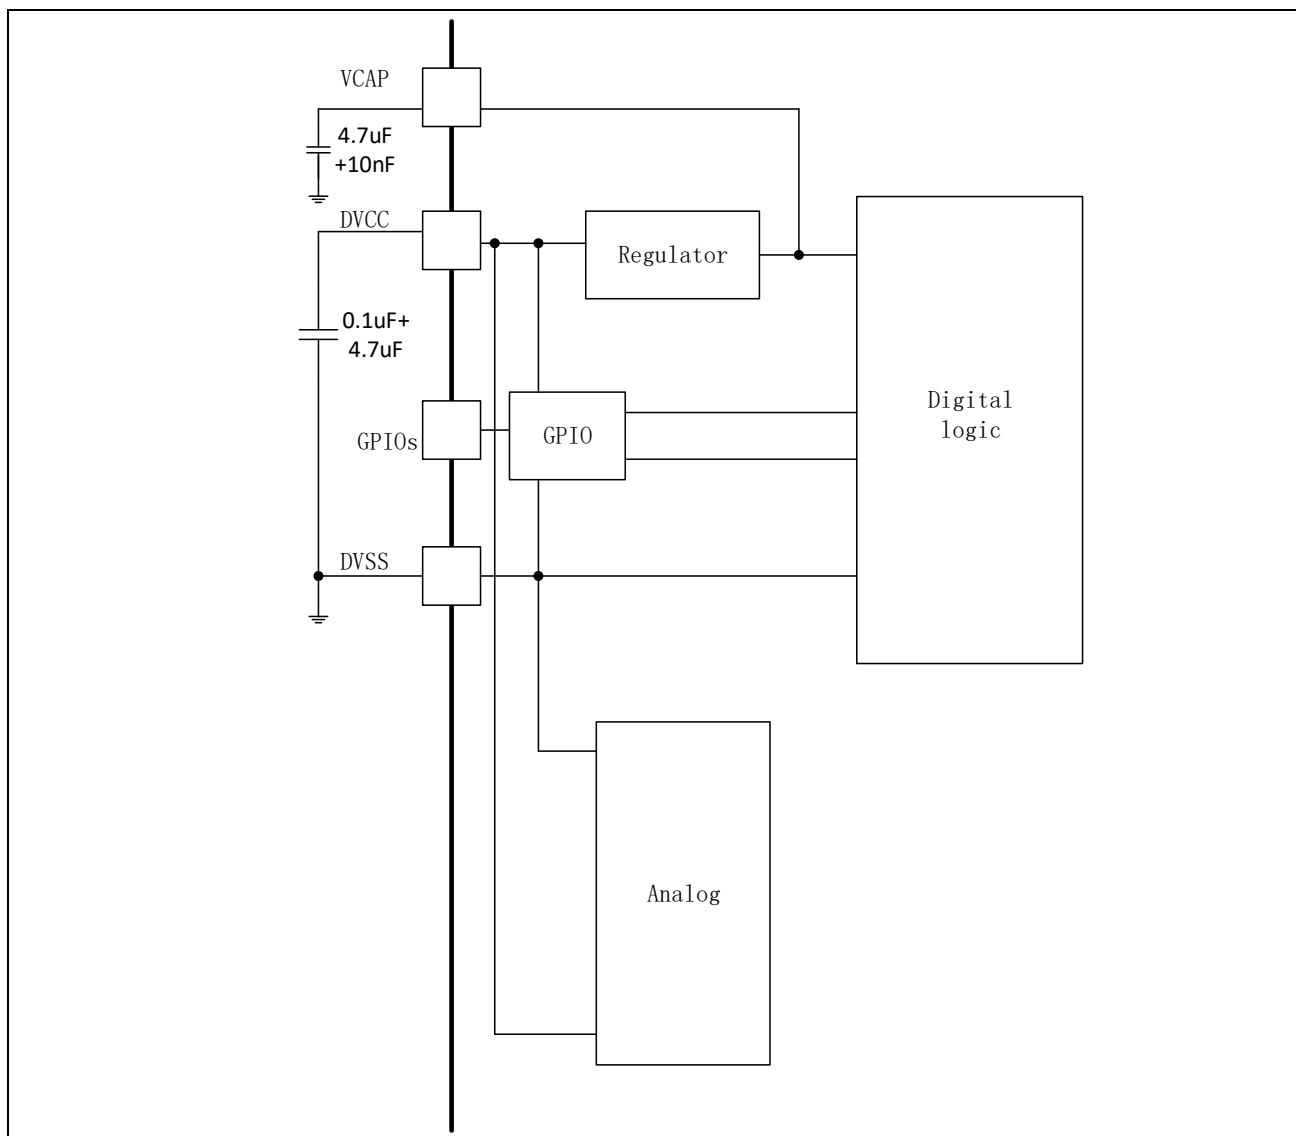 VCAP
4.7uF
+10nF
DVCC
Regulator
0.1uF+
4.7uF
Digital
logic
GPIOs
GPIO
DVSS
Analog